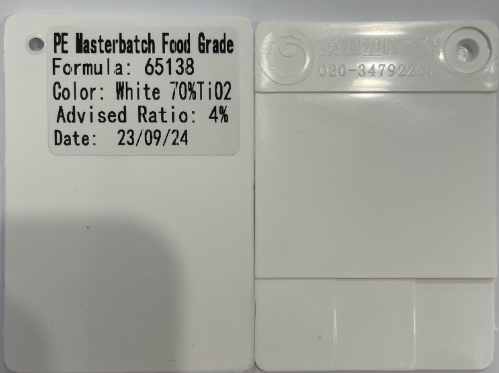 PE Masterbatch Food Grade
Formula: 65138
Color: White 70%TiO2
Advised Ratio: 4%
Date: 23/09/24